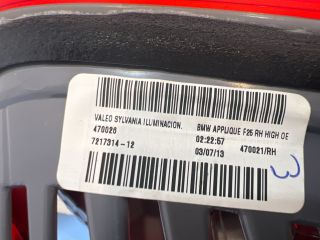 VALEO SYLVANIA ILUMINACION. BMW APPLIQUE F25 RH HIGH OE
470026 02:22:57
7217314-12 03/07/13 470021/RH
3